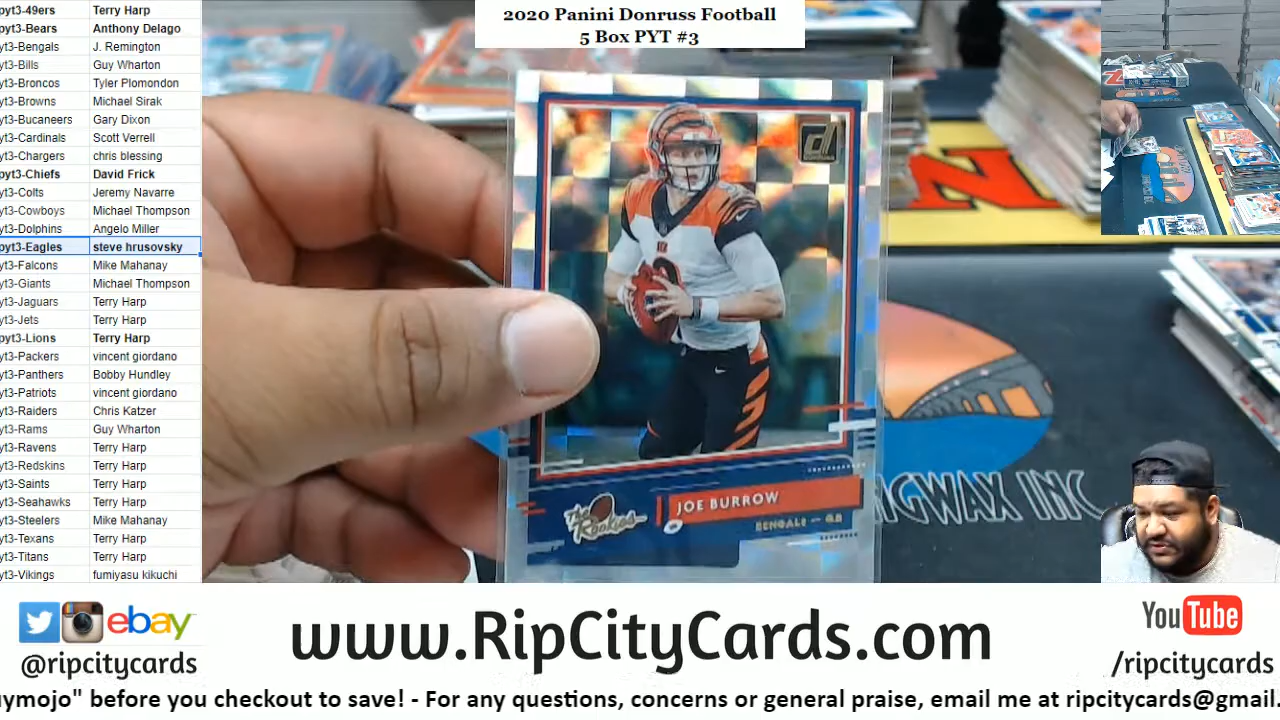 2020 Panini Donruss Football
5 Box PYT #3
pyt3-49ers Terry Harp
pyt3-Bears Anthony Delago
yt3-Bengals J. Remington
yt3-Bills Guy Wharton
yt3-Broncos Tyler Plomondon
yt3-Browns Michael Sirak
yt3-Bucaneers Gary Dixon
yt3-Cardinals Scott Verrell
yt3-Chargers chris blessing
pyt3-Chiefs David Frick
yt3-Colts Jeremy Navarre
yt3-Cowboys Michael Thompson
yt3-Dolphins Angelo Miller
pyt3-Eagles steve hrusovsky
yt3-Falcons Mike Mahanay
yt3-Giants Michael Thompson
yt3-Jaguars Terry Harp
yt3-Jets Terry Harp
pyt3-Lions Terry Harp
yt3-Packers vincent giordano
yt3-Panthers Bobby Hundley
yt3-Patriots vincent giordano
yt3-Raiders Chris Katzer
yt3-Rams Guy Wharton
yt3-Ravens Terry Harp
yt3-Redskins Terry Harp
yt3-Saints Terry Harp
yt3-Seahawks Terry Harp
yt3-Steelers Mike Mahanay
yt3-Texans Terry Harp
yt3-Titans Terry Harp
yt3-Vikings fumiyasu kikuchi
d
The Rookies
JOE BURROW
BENGALS — QB
NGWAX INC
ebay
@ripcitycards
www.RipCityCards.com
YouTube
/ripcitycards
ymojo" before you checkout to save! - For any questions, concerns or general praise, email me at ripcitycards@gmail.